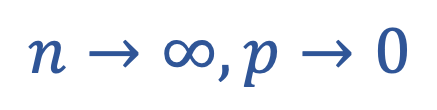 n → ∞, p → 0